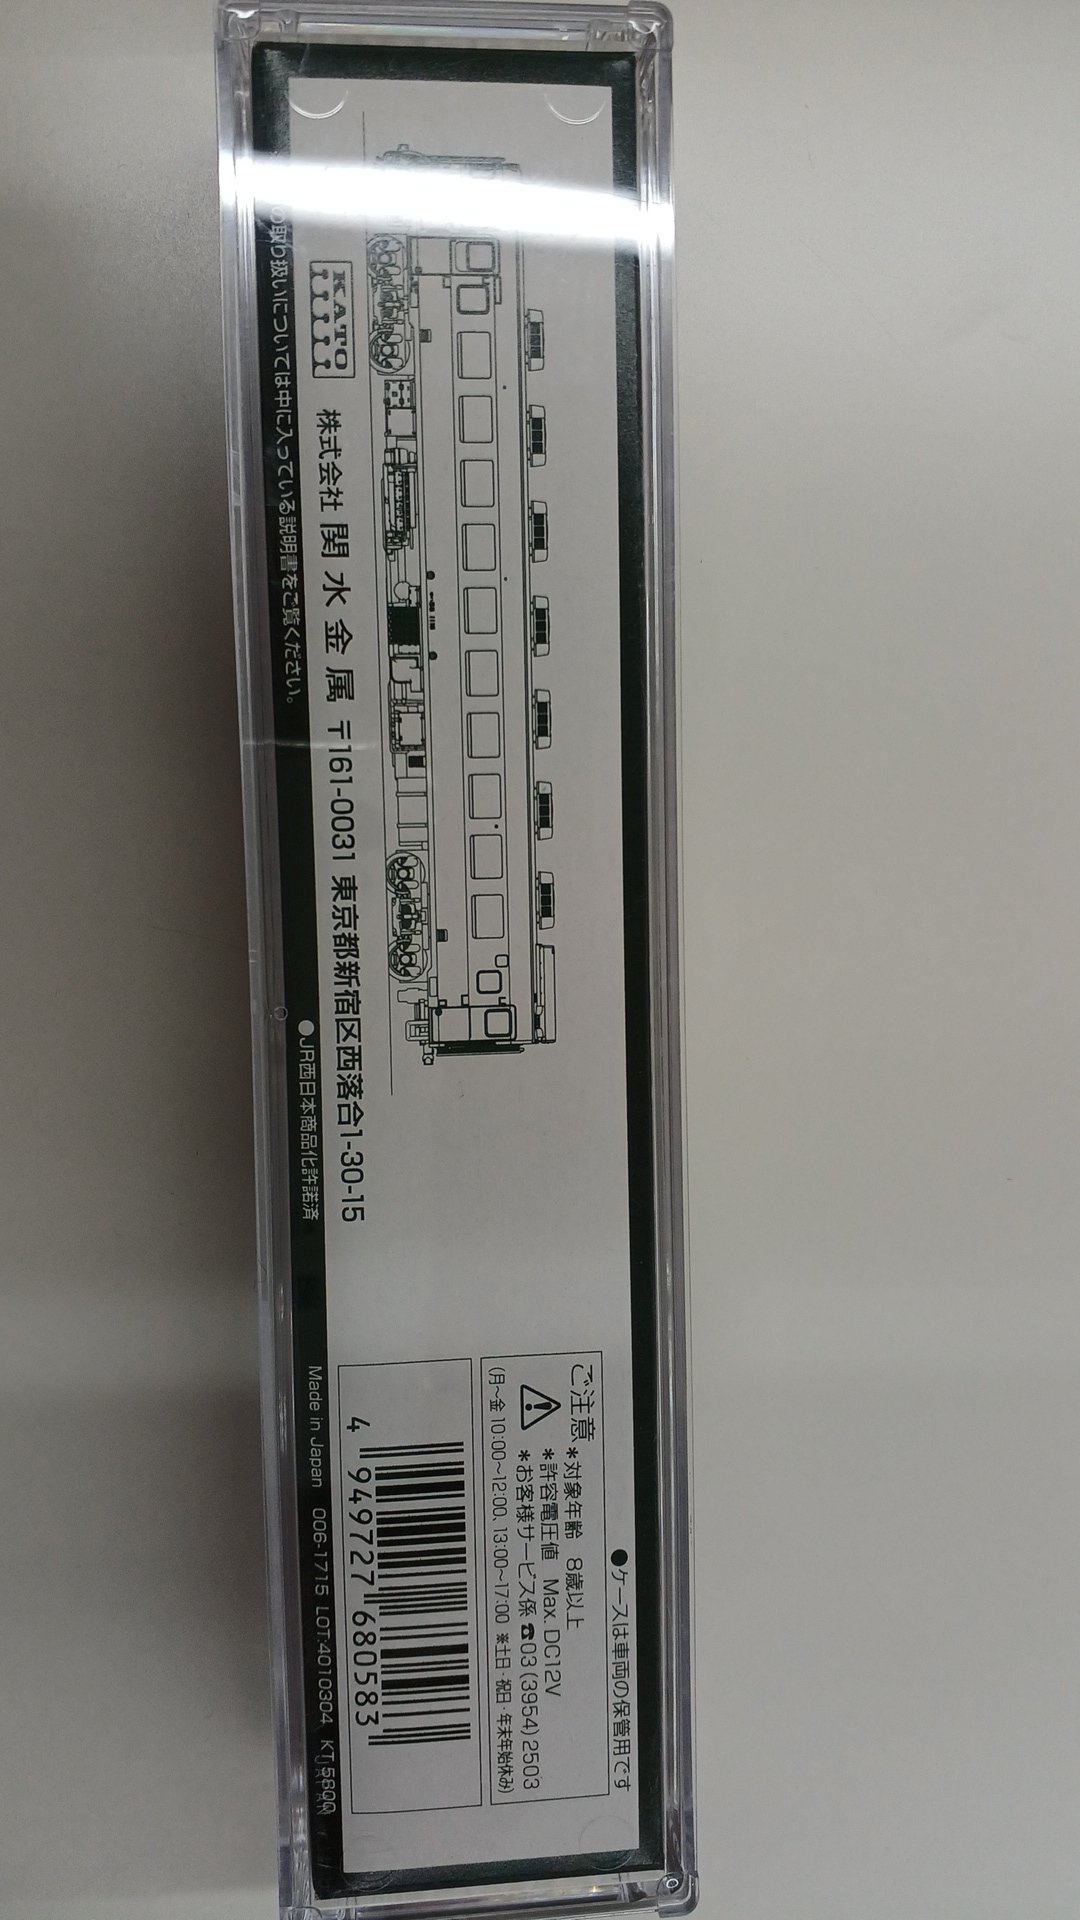 ●ケースは車両の保管用です
ご注意 *対象年齢 8歳以上
*許容電圧値 Max. DC12V
*お客様サービス係 ☎03(3954)2503
(月〜金 10:00〜12:00、13:00〜17:00 ※土日・祝日・年末年始休み)
4 949727 680583
KATO 株式会社 関水金属 〒161-0031 東京都新宿区西落合1-30-15
の取り扱いについては中に入っている説明書をご覧ください。
●JR西日本商品化許諾済
Made in Japan 006-1715 LOT:4010304 KT,5800
JAPAN